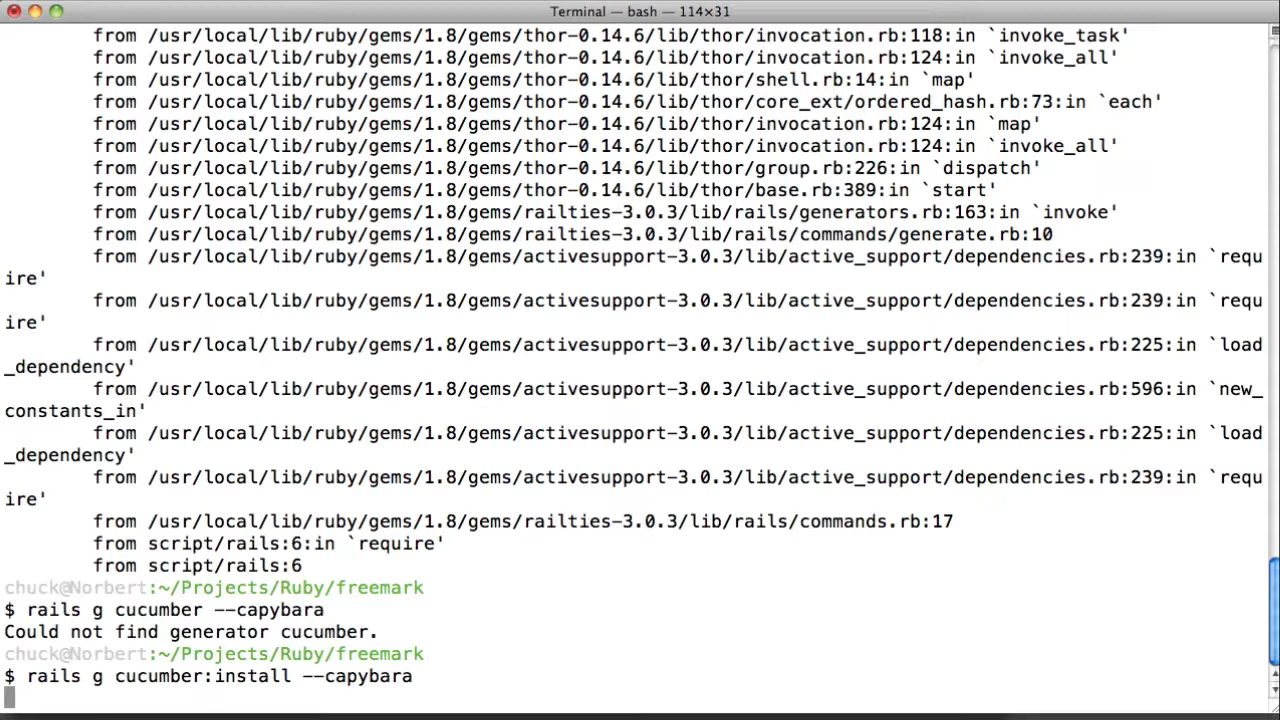 Terminal — bash — 114×31
from /usr/local/lib/ruby/gems/1.8/gems/thor-0.14.6/lib/thor/invocation.rb:118:in `invoke_task'
from /usr/local/lib/ruby/gems/1.8/gems/thor-0.14.6/lib/thor/invocation.rb:124:in `invoke_all'
from /usr/local/lib/ruby/gems/1.8/gems/thor-0.14.6/lib/thor/shell.rb:14:in `map'
from /usr/local/lib/ruby/gems/1.8/gems/thor-0.14.6/lib/thor/core_ext/ordered_hash.rb:73:in `each'
from /usr/local/lib/ruby/gems/1.8/gems/thor-0.14.6/lib/thor/invocation.rb:124:in `map'
from /usr/local/lib/ruby/gems/1.8/gems/thor-0.14.6/lib/thor/invocation.rb:124:in `invoke_all'
from /usr/local/lib/ruby/gems/1.8/gems/thor-0.14.6/lib/thor/group.rb:226:in `dispatch'
from /usr/local/lib/ruby/gems/1.8/gems/thor-0.14.6/lib/thor/base.rb:389:in `start'
from /usr/local/lib/ruby/gems/1.8/gems/railties-3.0.3/lib/rails/generators.rb:163:in `invoke'
from /usr/local/lib/ruby/gems/1.8/gems/railties-3.0.3/lib/rails/commands/generate.rb:10
from /usr/local/lib/ruby/gems/1.8/gems/activesupport-3.0.3/lib/active_support/dependencies.rb:239:in `requ
ire'
from /usr/local/lib/ruby/gems/1.8/gems/activesupport-3.0.3/lib/active_support/dependencies.rb:239:in `requ
ire'
from /usr/local/lib/ruby/gems/1.8/gems/activesupport-3.0.3/lib/active_support/dependencies.rb:225:in `load
_dependency'
from /usr/local/lib/ruby/gems/1.8/gems/activesupport-3.0.3/lib/active_support/dependencies.rb:596:in `new_
constants_in'
from /usr/local/lib/ruby/gems/1.8/gems/activesupport-3.0.3/lib/active_support/dependencies.rb:225:in `load
_dependency'
from /usr/local/lib/ruby/gems/1.8/gems/activesupport-3.0.3/lib/active_support/dependencies.rb:239:in `requ
ire'
from /usr/local/lib/ruby/gems/1.8/gems/railties-3.0.3/lib/rails/commands.rb:17
from script/rails:6:in `require'
from script/rails:6
chuck@Norbert:~/Projects/Ruby/freemark
$ rails g cucumber --capybara
Could not find generator cucumber.
chuck@Norbert:~/Projects/Ruby/freemark
$ rails g cucumber:install --capybara